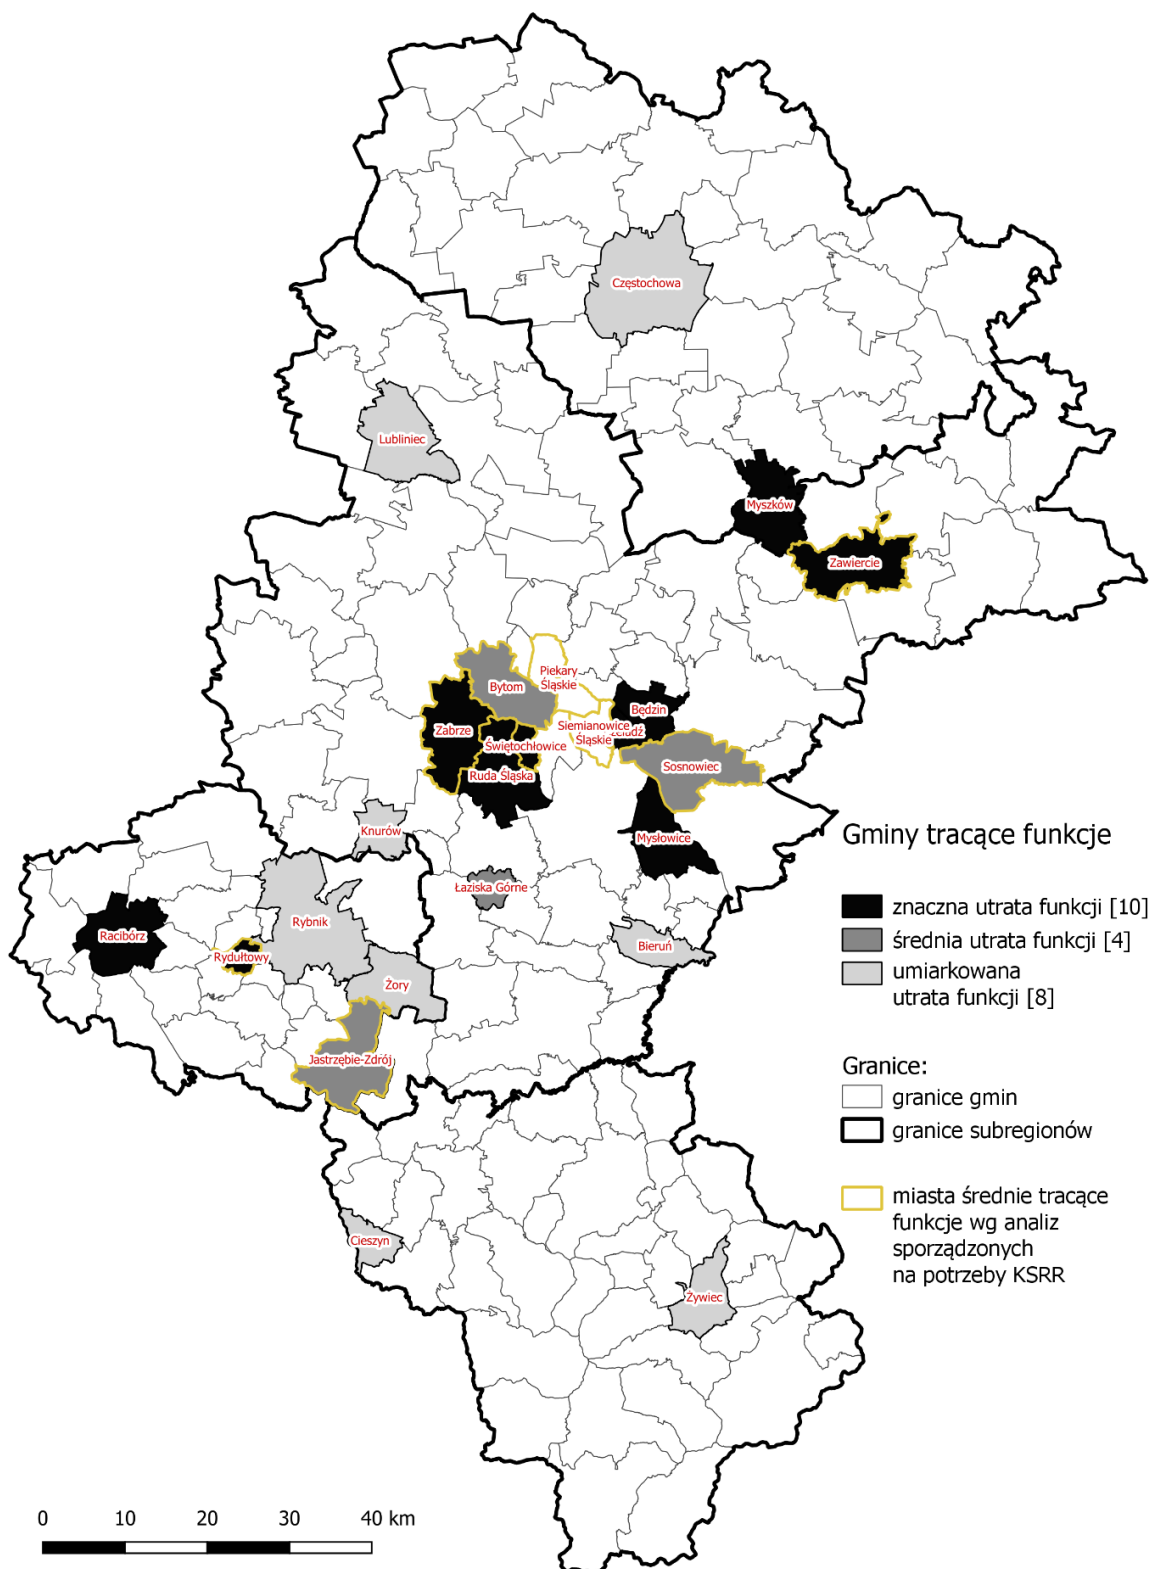 Częstochowa
Lubliniec
Myszków
Zawiercie
Piekary
Śląskie
Bytom
Będzin
Zabrze
Siemianowice
Śląskie
Świętochłowice
Sosnowiec
Ruda Śląska
Knurów
Mysłowice
Łaziska Górne
Rybnik
Racibórz
Rydułtowy
Bieruń
Żory
Jastrzębie-Zdrój
Cieszyn
Żywiec
Gminy tracące funkcje
znaczna utrata funkcji [10]
średnia utrata funkcji [4]
umiarkowana
utrata funkcji [8]
Granice:
granice gmin
granice subregionów
miasta średnie tracące
funkcje wg analiz
sporządzonych
na potrzeby KSRR
0 10 20 30 40 km